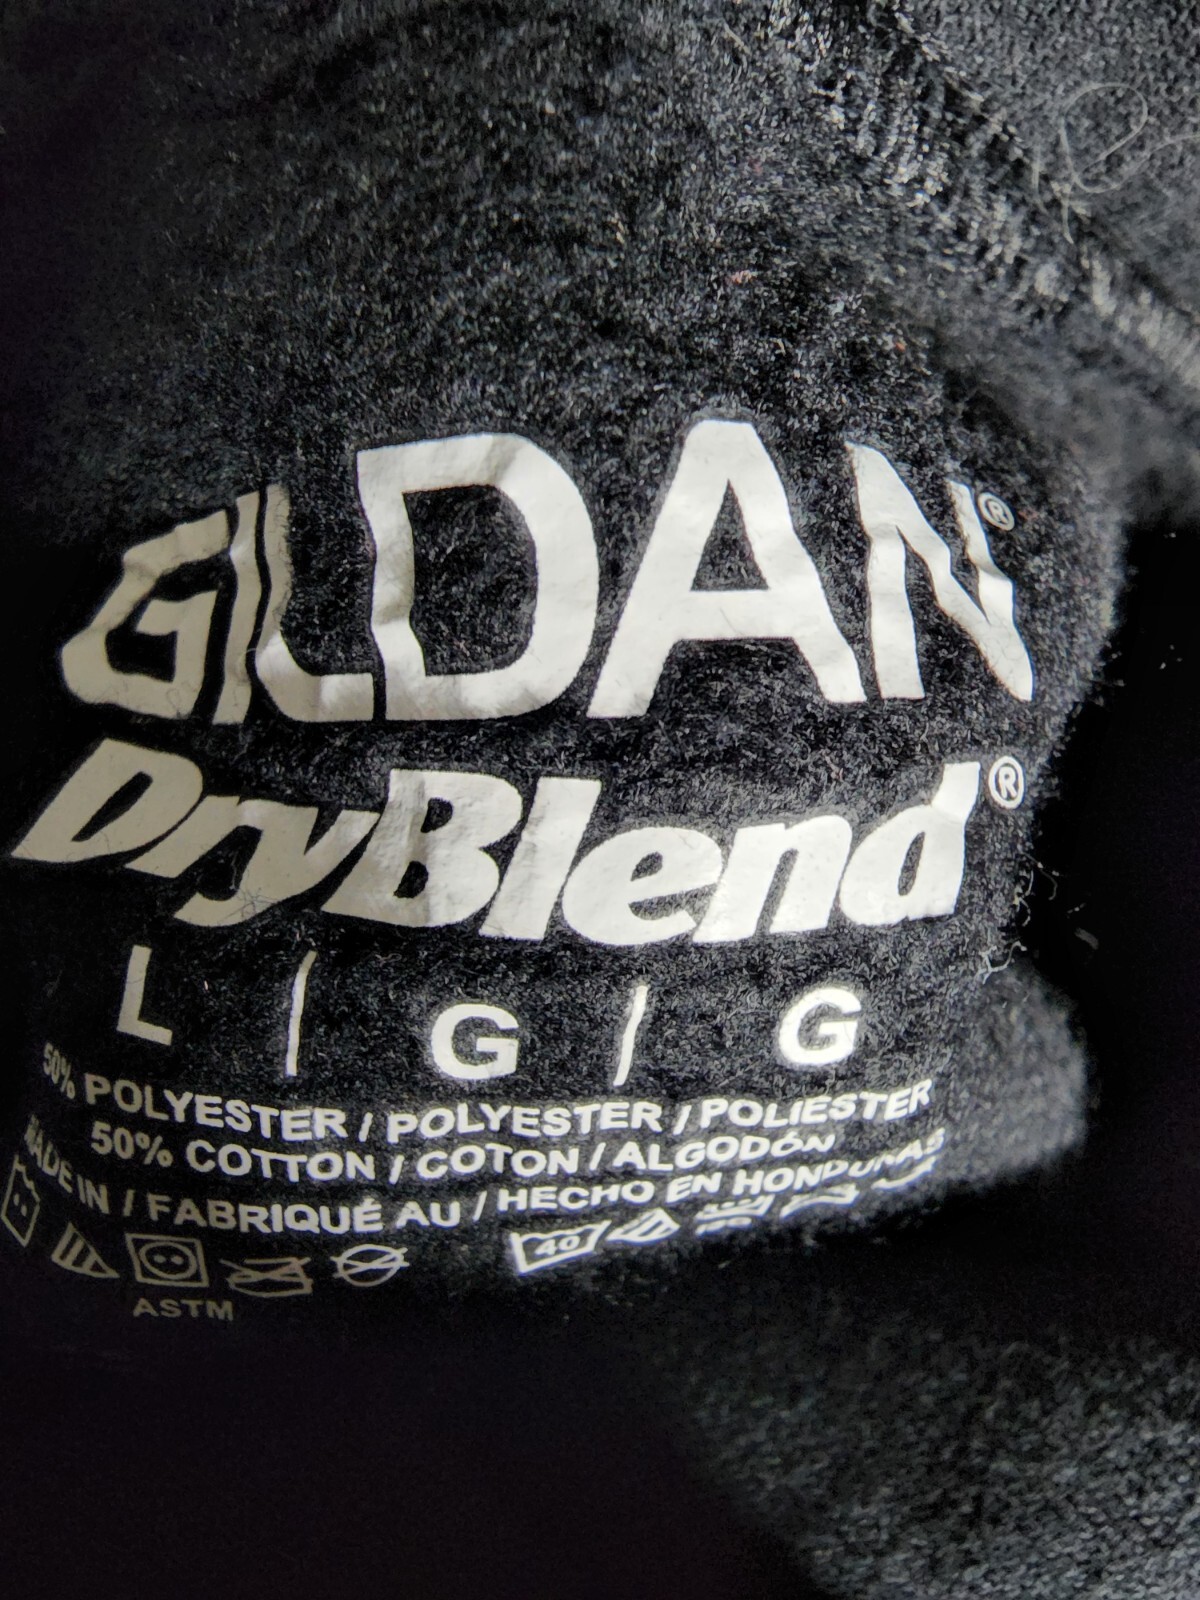 GILDAN®
DryBlend®
L | G | G
50% POLYESTER / POLYESTER / POLIESTER
50% COTTON / COTON / ALGODÓN
MADE IN / FABRIQUÉ AU / HECHO EN HONDURAS
40
ASTM